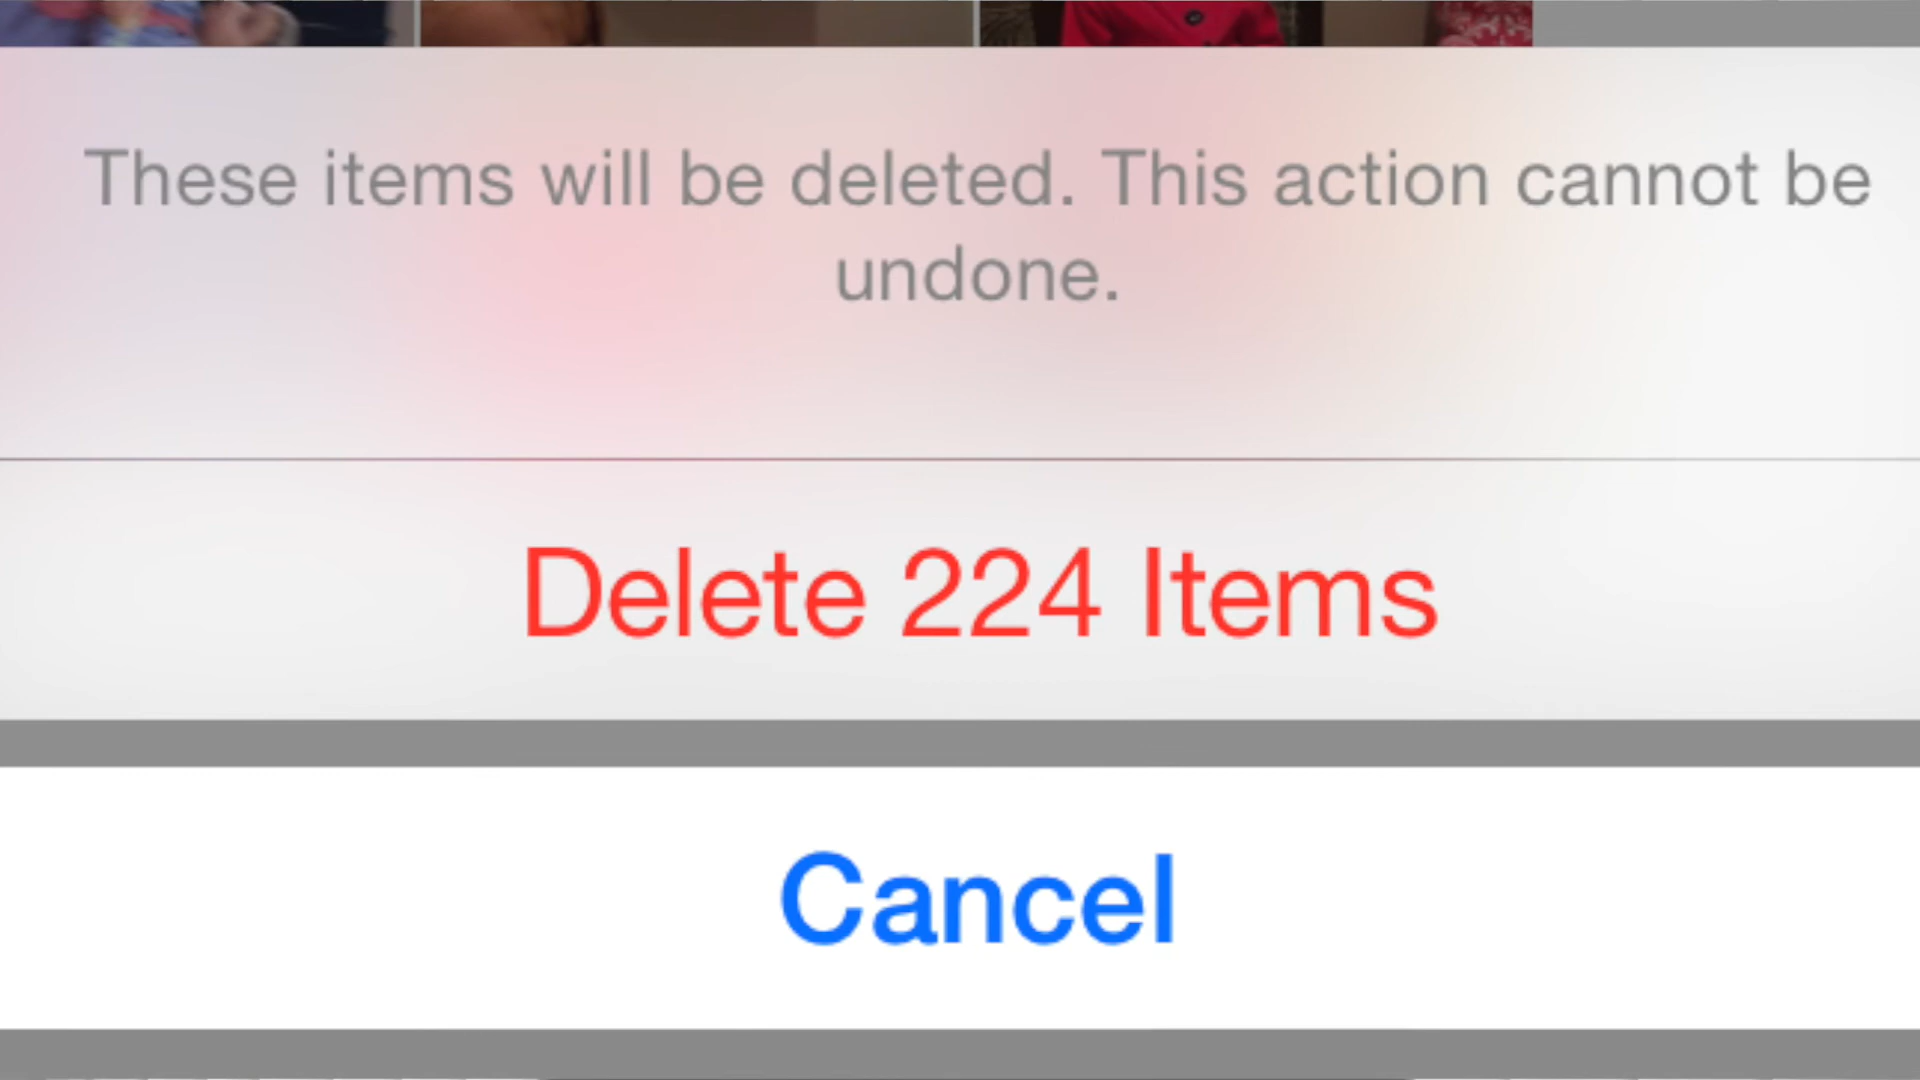 These items will be deleted. This action cannot be
undone.
Delete 224 Items
Cancel